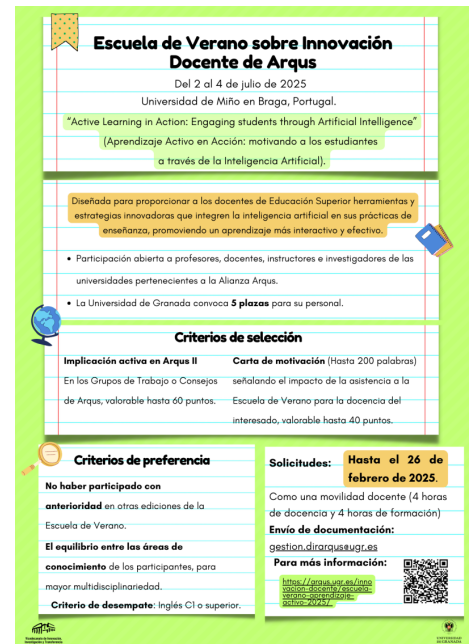 Escuela de Verano sobre Innovación
Docente de Arqus
Del 2 al 4 de julio de 2025
Universidad de Miño en Braga, Portugal.
“Active Learning in Action: Engaging students through Artificial Intelligence”
(Aprendizaje Activo en Acción: motivando a los estudiantes
a través de la Inteligencia Artificial).
Diseñada para proporcionar a los docentes de Educación Superior herramientas y
estrategias innovadoras que integren la inteligencia artificial en sus prácticas de
enseñanza, promoviendo un aprendizaje más interactivo y efectivo.
• Participación abierta a profesores, docentes, instructores e investigadores de las
universidades pertenecientes a la Alianza Arqus.
• La Universidad de Granada convoca 5 plazas para su personal.
Criterios de selección
Implicación activa en Arqus II
En los Grupos de Trabajo o Consejos
de Arqus, valorable hasta 60 puntos.
Carta de motivación (Hasta 200 palabras)
señalando el impacto de la asistencia a la
Escuela de Verano para la docencia del
interesado, valorable hasta 40 puntos.
Criterios de preferencia
No haber participado con
anterioridad en otras ediciones de la
Escuela de Verano.
El equilibrio entre las áreas de
conocimiento de los participantes, para
mayor multidisciplinariedad.
Criterio de desempate: Inglés C1 o superior.
Solicitudes:
Hasta el 26 de
febrero de 2025.
Como una movilidad docente (4 horas
de docencia y 4 horas de formación)
Envío de documentación:
gestion.dirarqus@ugr.es
Para más información:
https://arqus.ugr.es/inno
vacion-docente/escuela-
verano-aprendizaje-
activo-2025/
UNIVERSIDAD
DE GRANADA